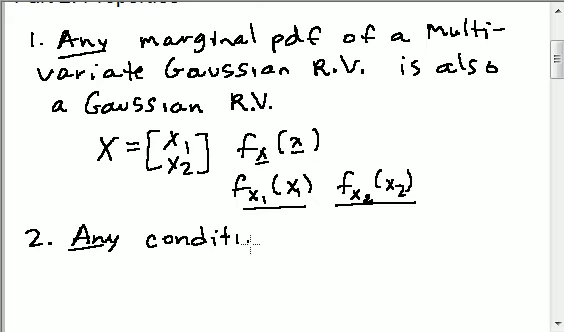 1. Any marginal pdf of a multi-
variate Gaussian R.V. is also
a Gaussian R.V.
X = [x₁ x₂] fₓ(x)
fₓ₁(x₁) fₓ₂(x₂)
2. Any conditi